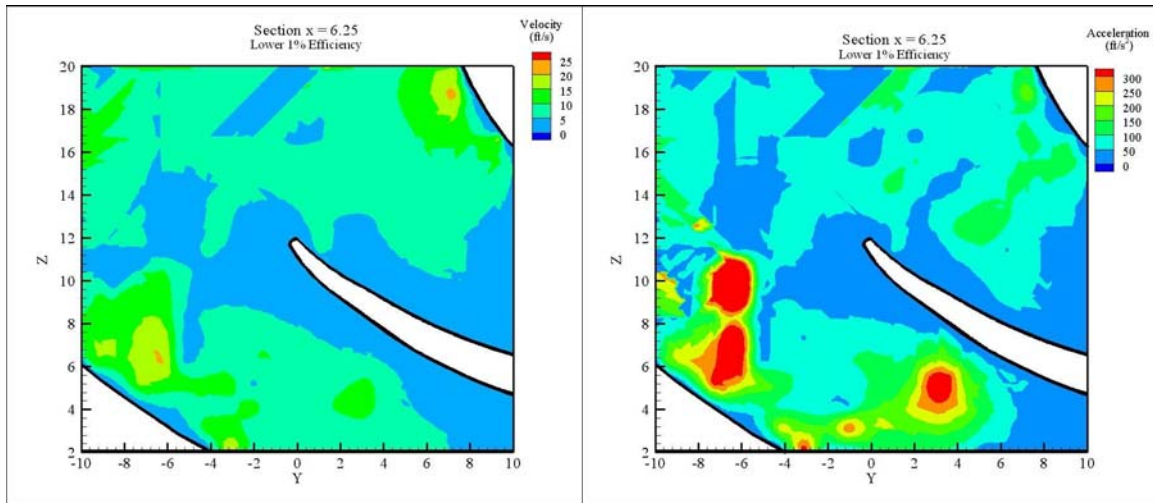 Section x = 6.25
Lower 1% Efficiency
Velocity
(ft/s)
25
20
15
10
5
0
20
18
16
14
12
10
8
6
4
2
Z
-10 -8 -6 -4 -2 0 2 4 6 8 10
Y
Section x = 6.25
Lower 1% Efficiency
Acceleration
(ft/s²)
300
250
200
150
100
50
0
20
18
16
14
12
10
8
6
4
2
Z
-10 -8 -6 -4 -2 0 2 4 6 8 10
Y